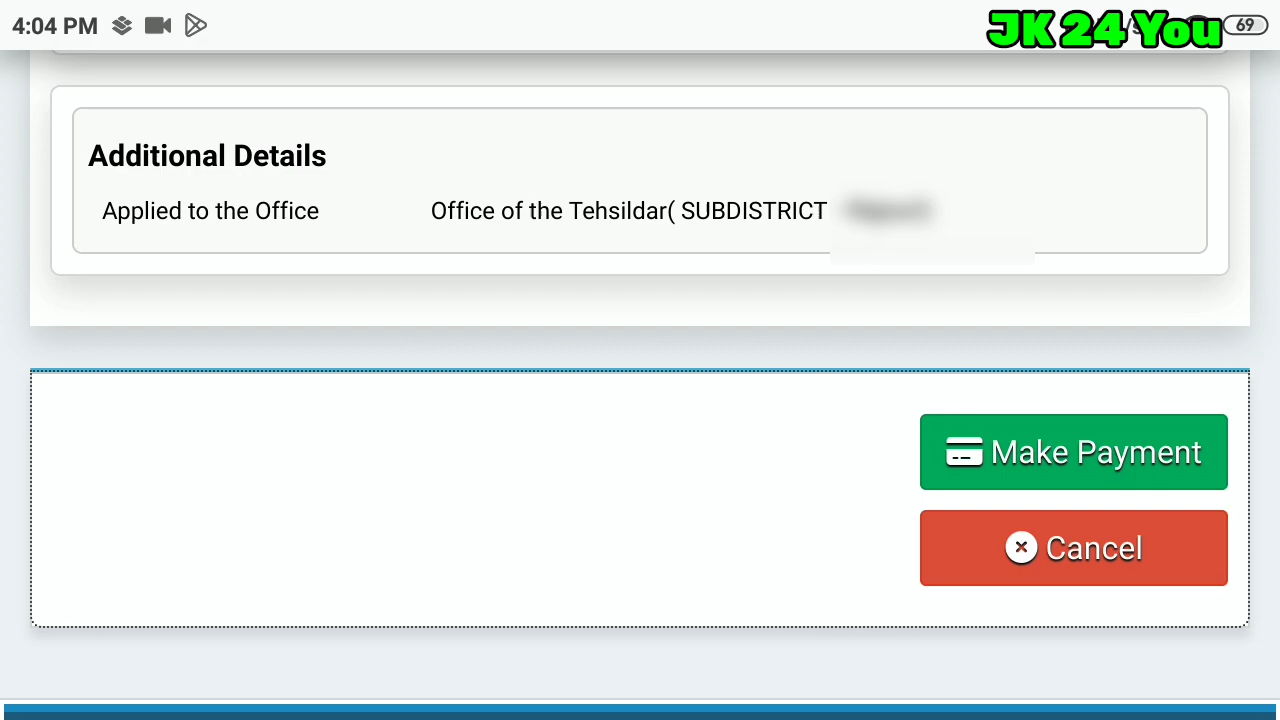 4:04 PM
JK 24 You
69
Additional Details
Applied to the Office
Office of the Tehsildar( SUBDISTRICT
Make Payment
Cancel